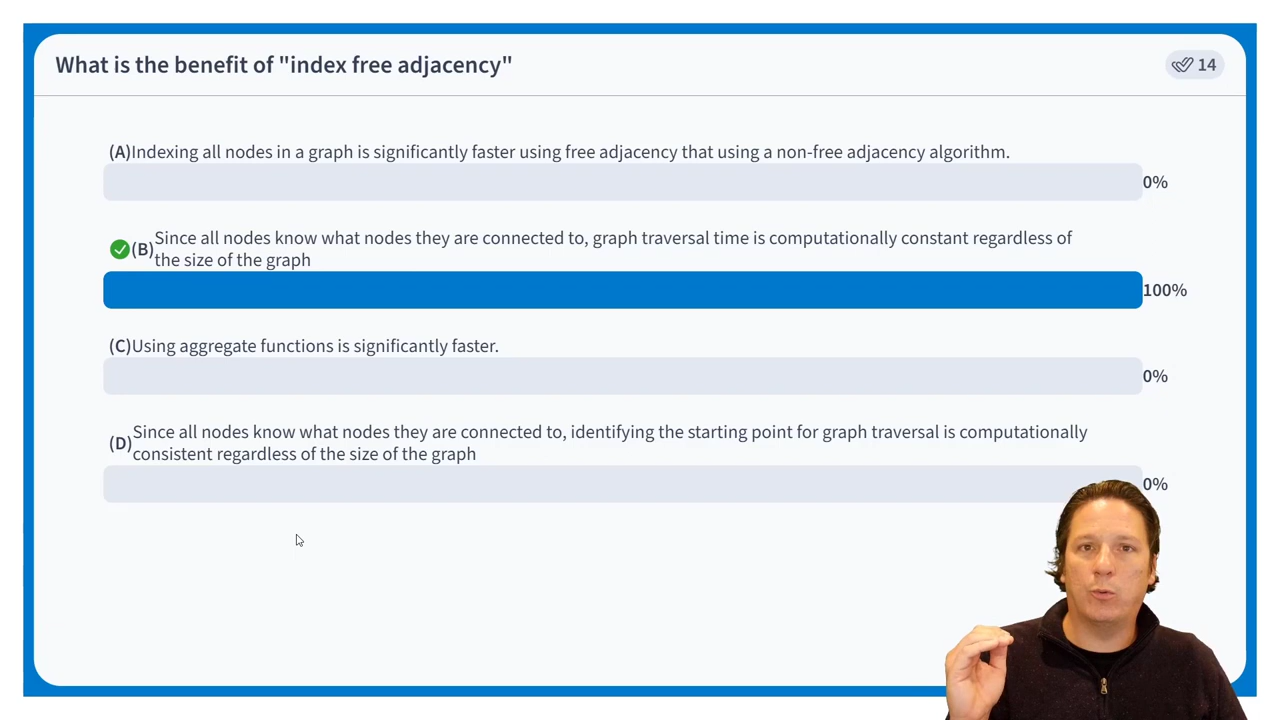 What is the benefit of "index free adjacency"
14
(A)Indexing all nodes in a graph is significantly faster using free adjacency that using a non-free adjacency algorithm.
0%
(B)Since all nodes know what nodes they are connected to, graph traversal time is computationally constant regardless of
the size of the graph
100%
(C)Using aggregate functions is significantly faster.
0%
(D)Since all nodes know what nodes they are connected to, identifying the starting point for graph traversal is computationally
consistent regardless of the size of the graph
0%